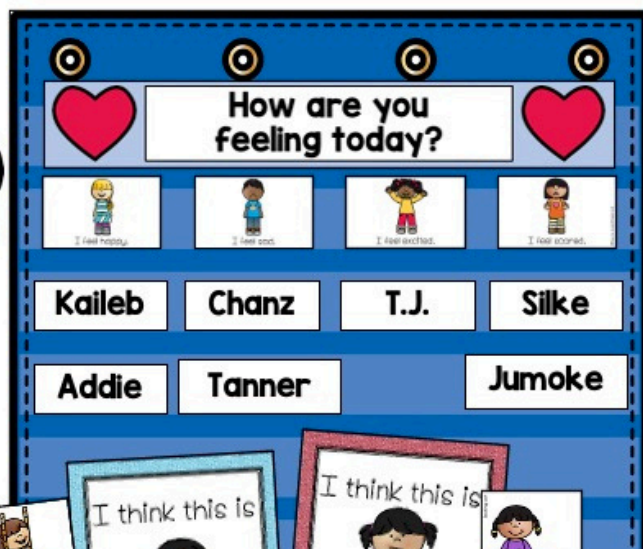 How are you
feeling today?
I feel happy.
I feel sad.
I feel excited.
I feel scared.
Kaileb
Chanz
T.J.
Silke
Addie
Tanner
Jumoke
I think this is
I think this is